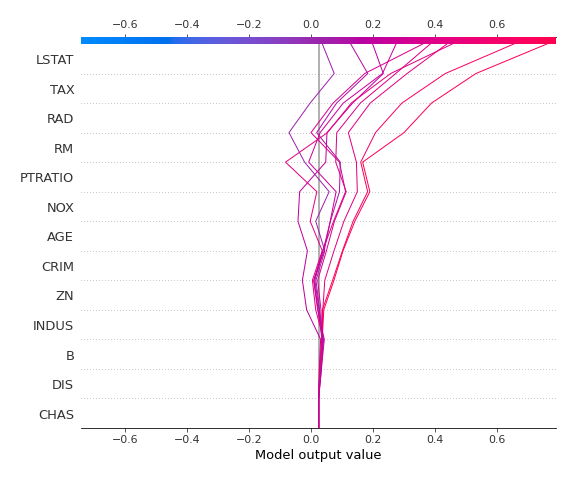 −0.6 −0.4 −0.2 0.0 0.2 0.4 0.6
LSTAT
TAX
RAD
RM
PTRATIO
NOX
AGE
CRIM
ZN
INDUS
B
DIS
CHAS
−0.6 −0.4 −0.2 0.0 0.2 0.4 0.6
Model output value